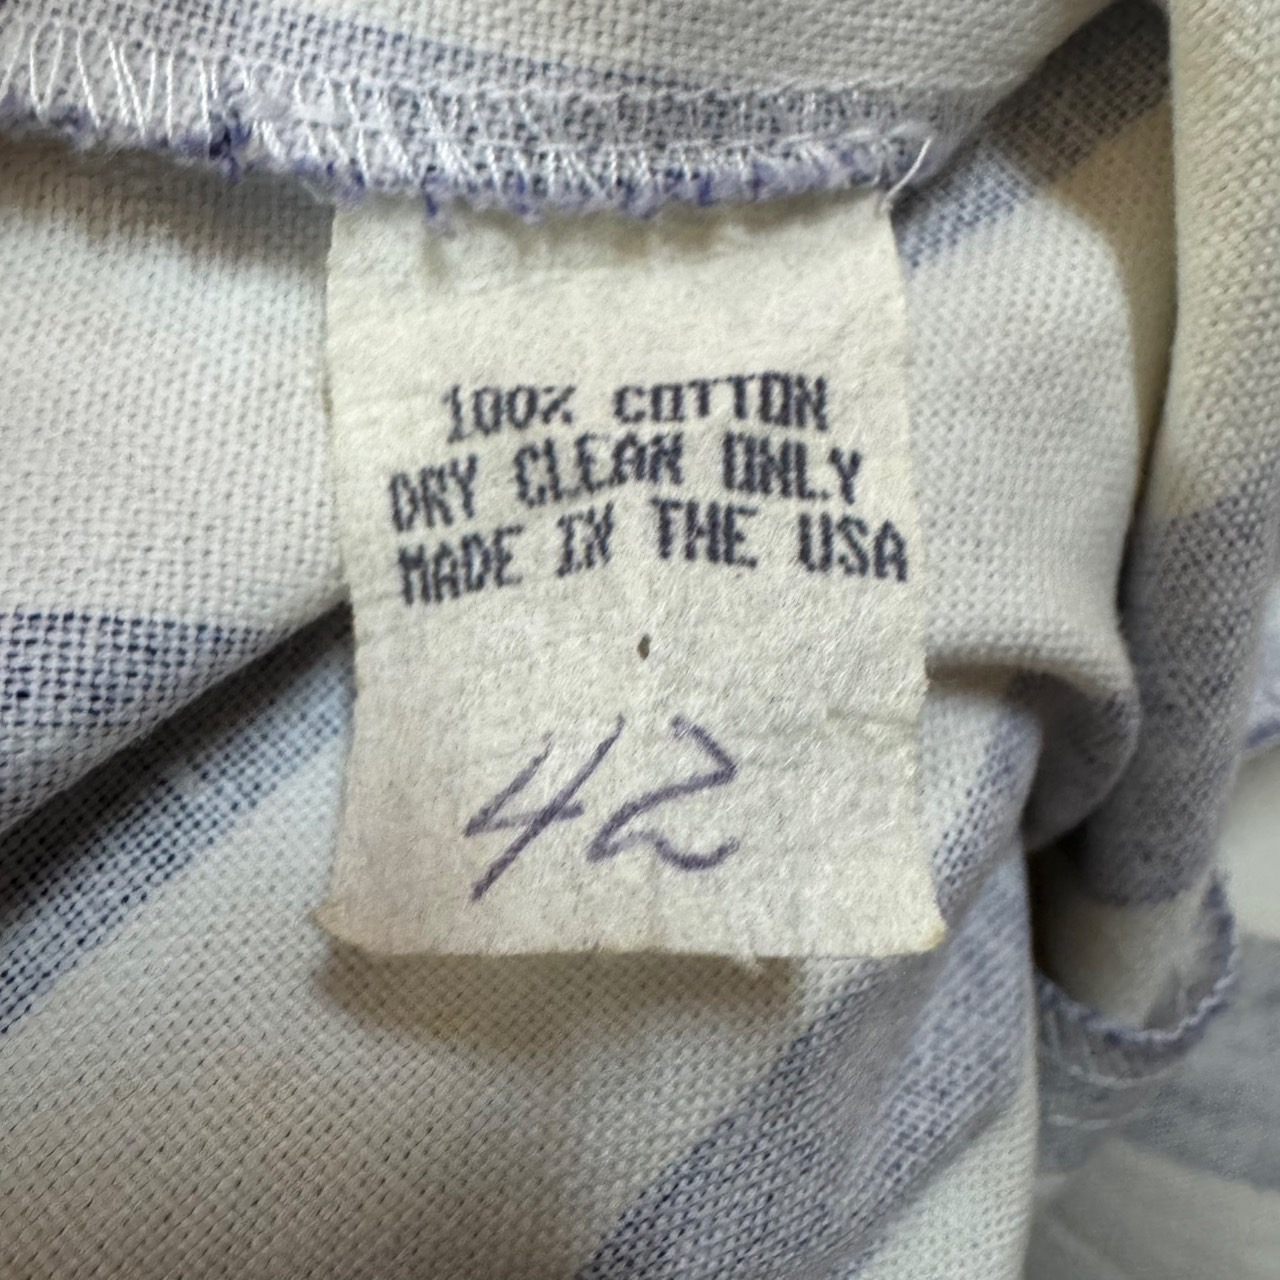 100% COTTON
DRY CLEAN ONLY
MADE IN THE USA
42